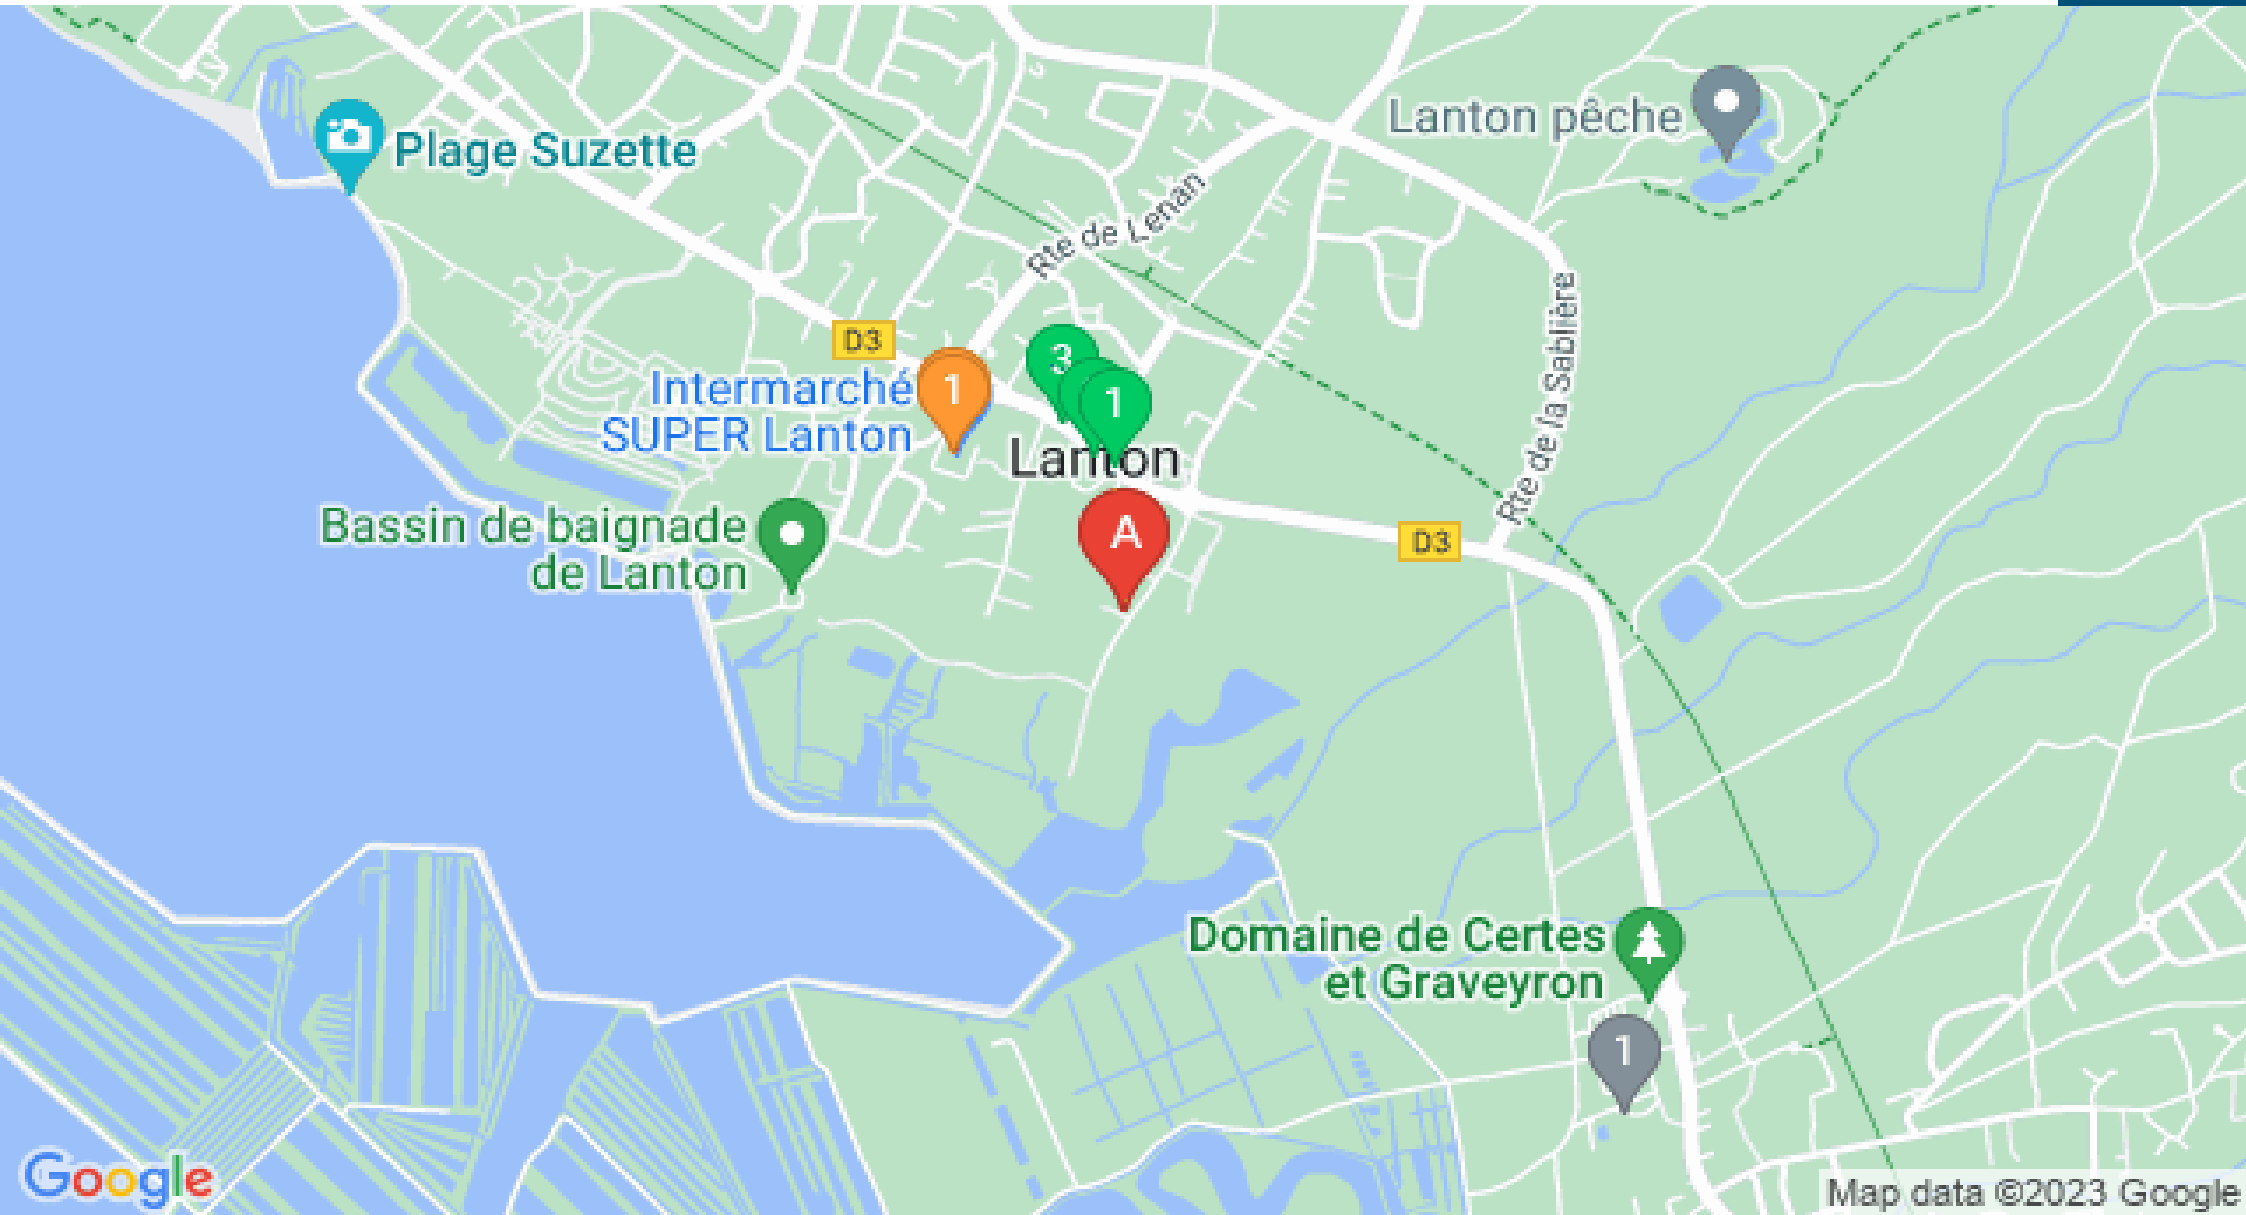 Lanton pêche
Plage Suzette
Rte de Lenan
Rte de la Sablière
D3
3
1
1
Intermarché
SUPER Lanton
Lanton
A
D3
Bassin de baignade
de Lanton
Domaine de Certes
et Graveyron
1
Google
Map data ©2023 Google